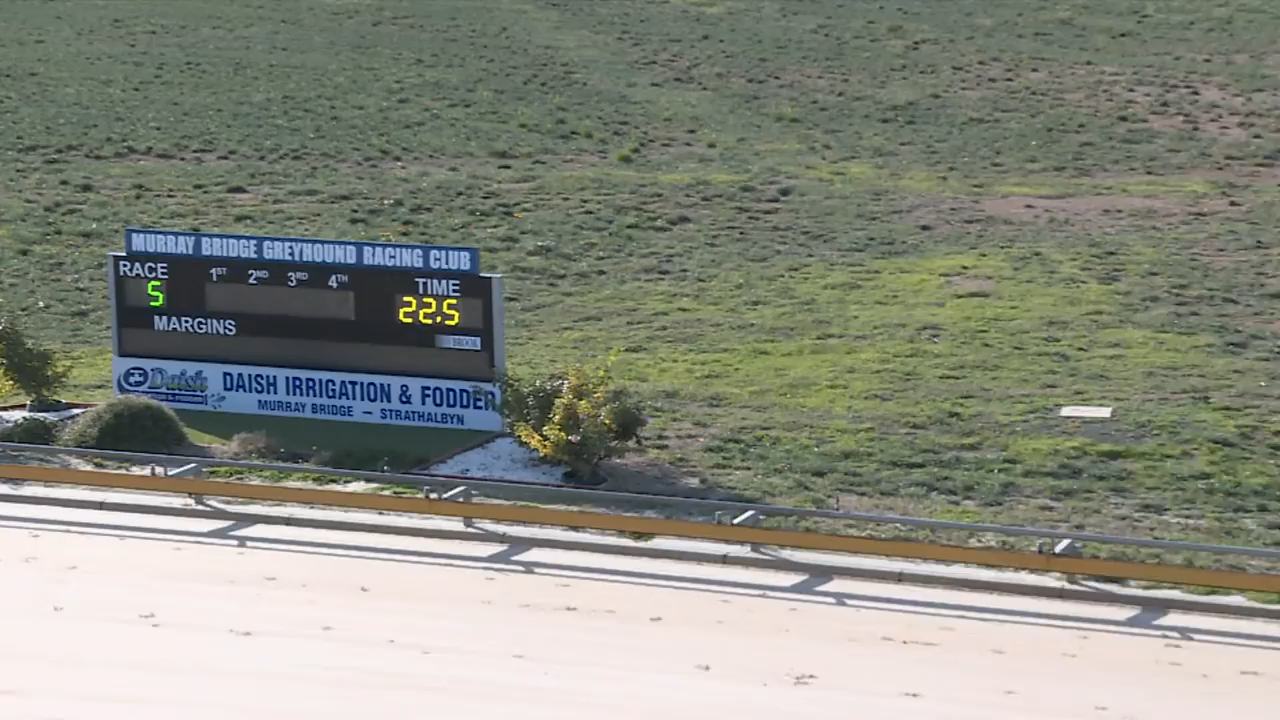 MURRAY BRIDGE GREYHOUND RACING CLUB
RACE 1ST 2ND 3RD 4TH TIME
5 22.5
MARGINS
BROOK
Daish DAISH IRRIGATION & FODDER
MURRAY BRIDGE — STRATHALBYN